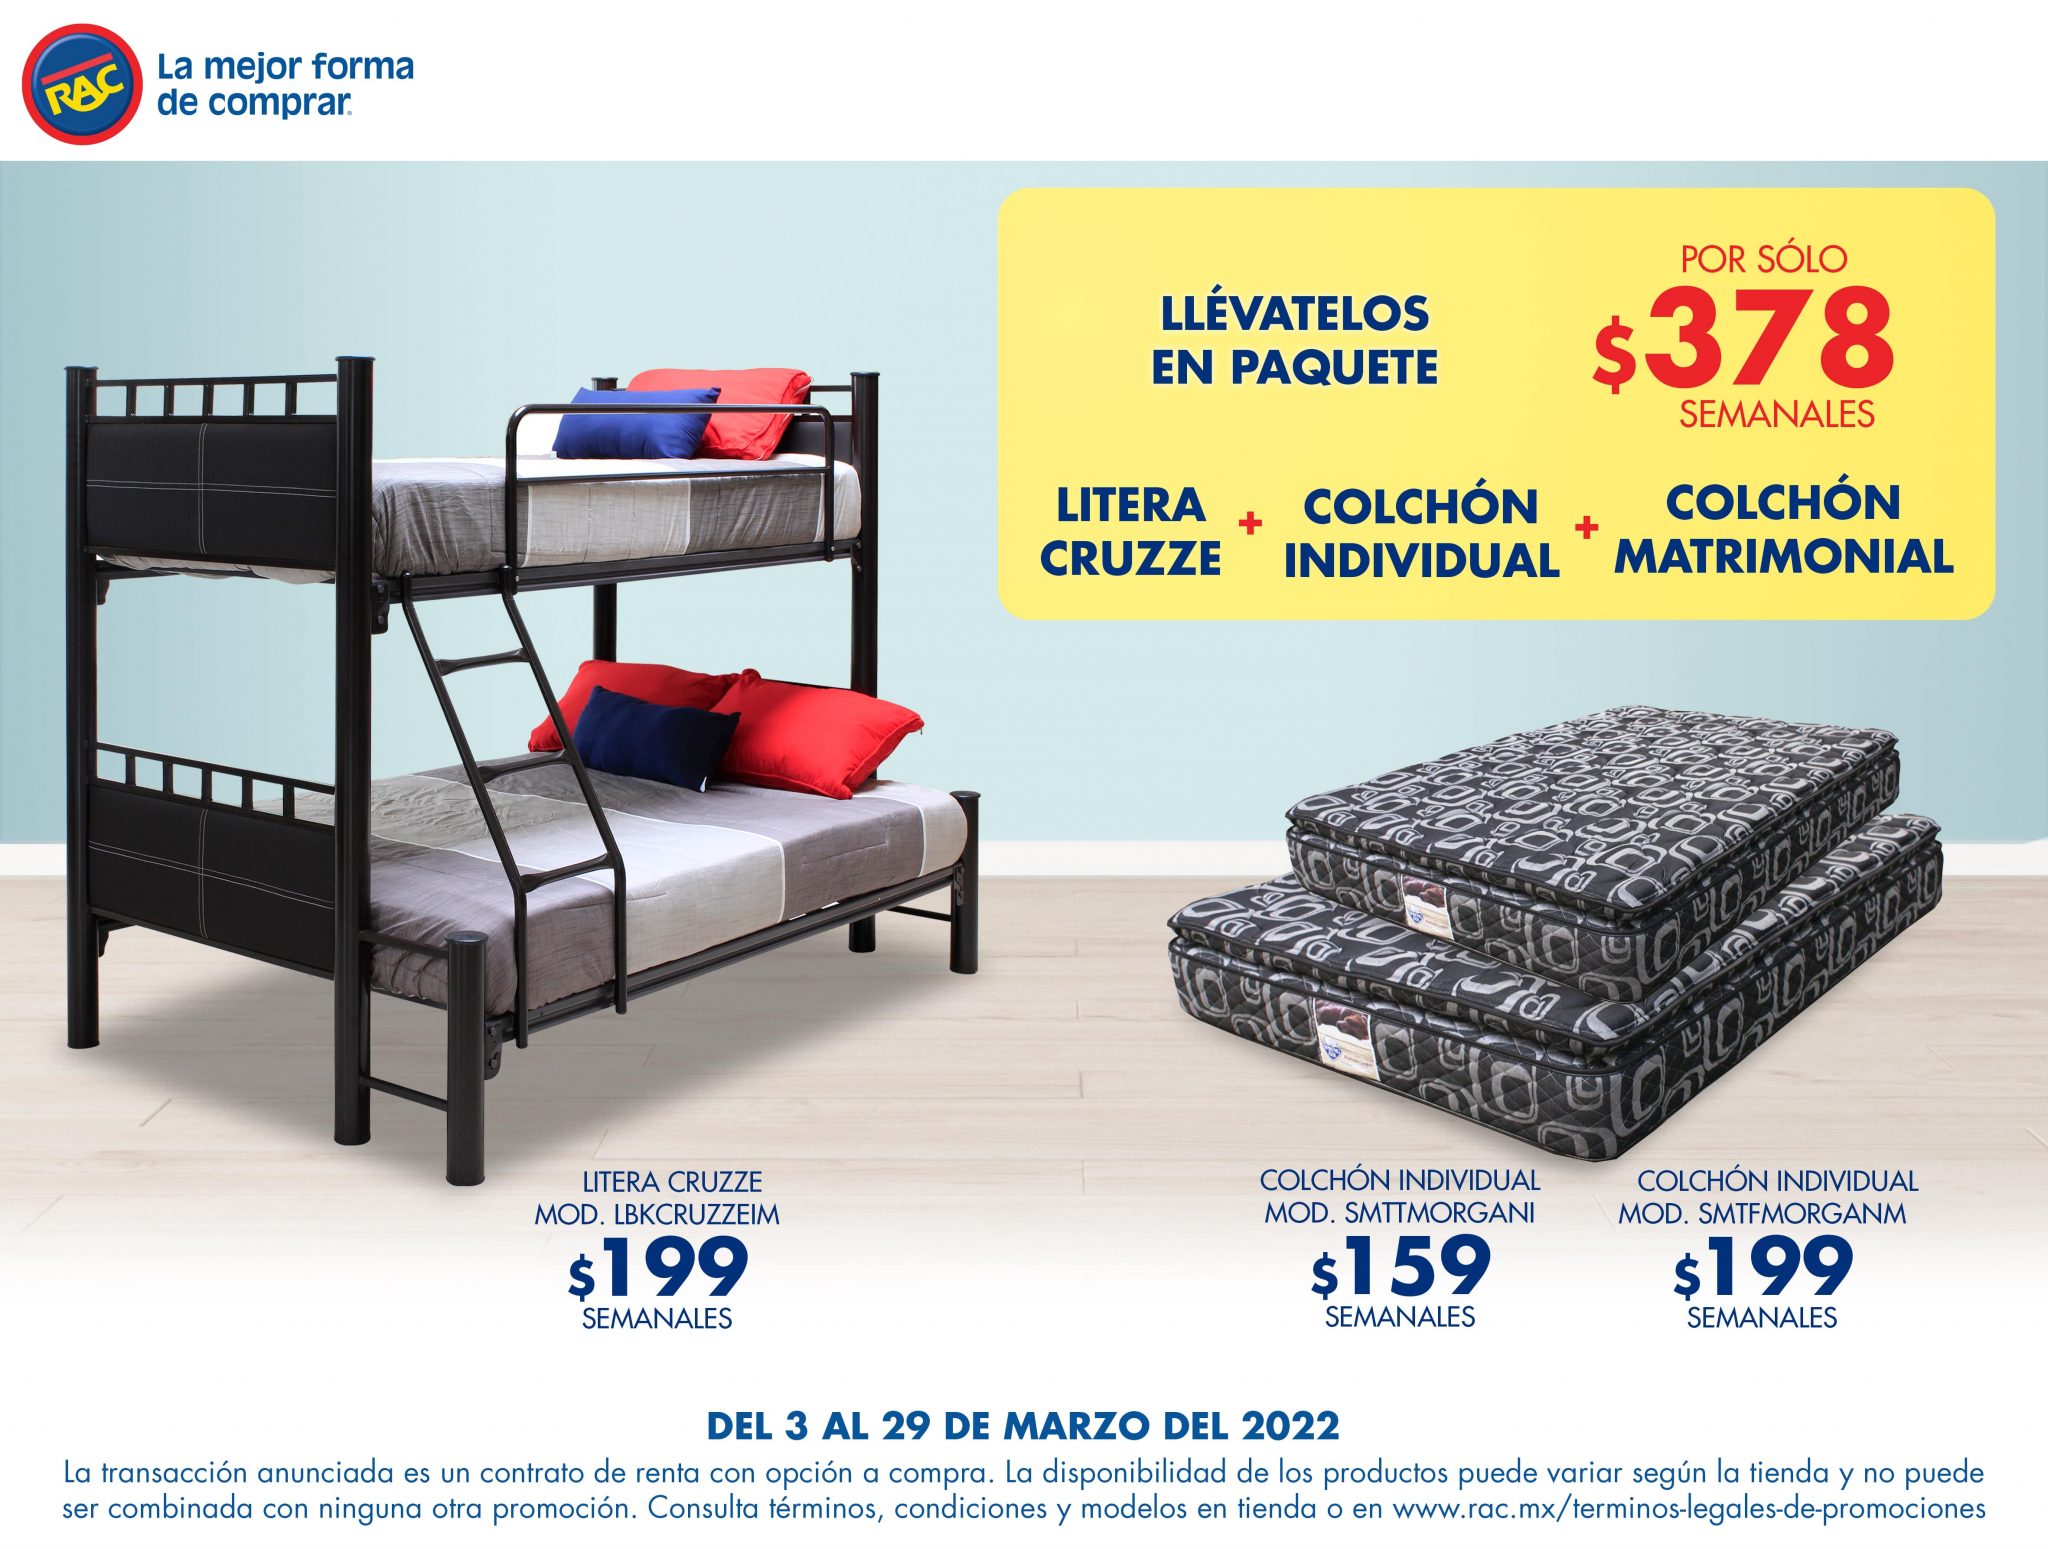 RAC
La mejor forma
de comprar.
LLÉVATELOS
EN PAQUETE
POR SÓLO
$378
SEMANALES
LITERA
CRUZZE
+
COLCHÓN
INDIVIDUAL
+
COLCHÓN
MATRIMONIAL
LITERA CRUZZE
MOD. LBKCRUZZEIM
$199
SEMANALES
COLCHÓN INDIVIDUAL
MOD. SMTTMORGANI
$159
SEMANALES
COLCHÓN INDIVIDUAL
MOD. SMTFMORGANM
$199
SEMANALES
DEL 3 AL 29 DE MARZO DEL 2022
La transacción anunciada es un contrato de renta con opción a compra. La disponibilidad de los productos puede variar según la tienda y no puede
ser combinada con ninguna otra promoción. Consulta términos, condiciones y modelos en tienda o en www.rac.mx/terminos-legales-de-promociones